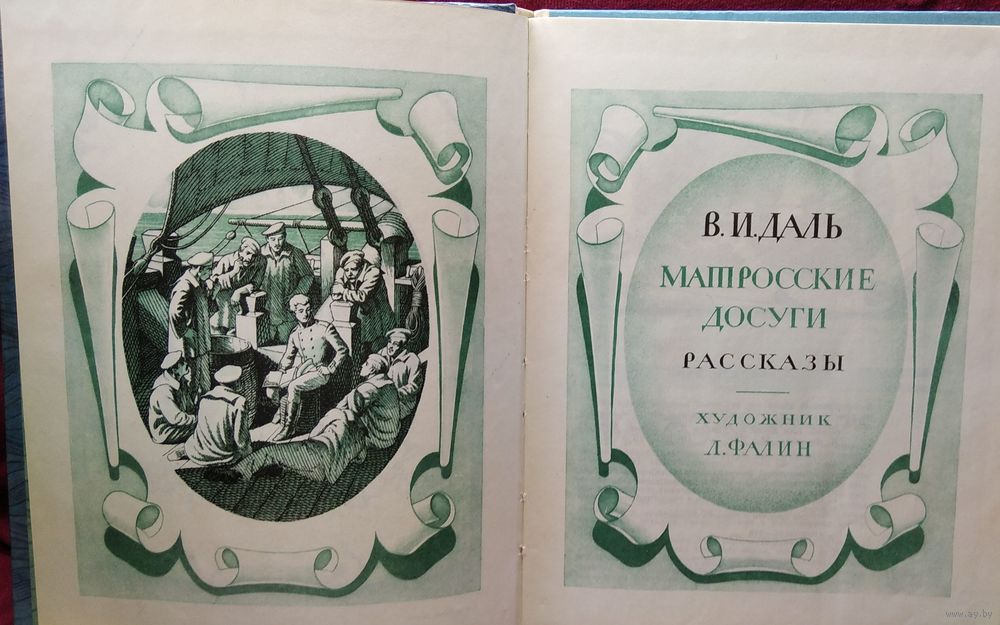 В. И. ДАЛЬ
МАТРОССКИЕ
ДОСУГИ
РАССКАЗЫ
ХУДОЖНИК
Л. ФАЛИН
www.ay.by